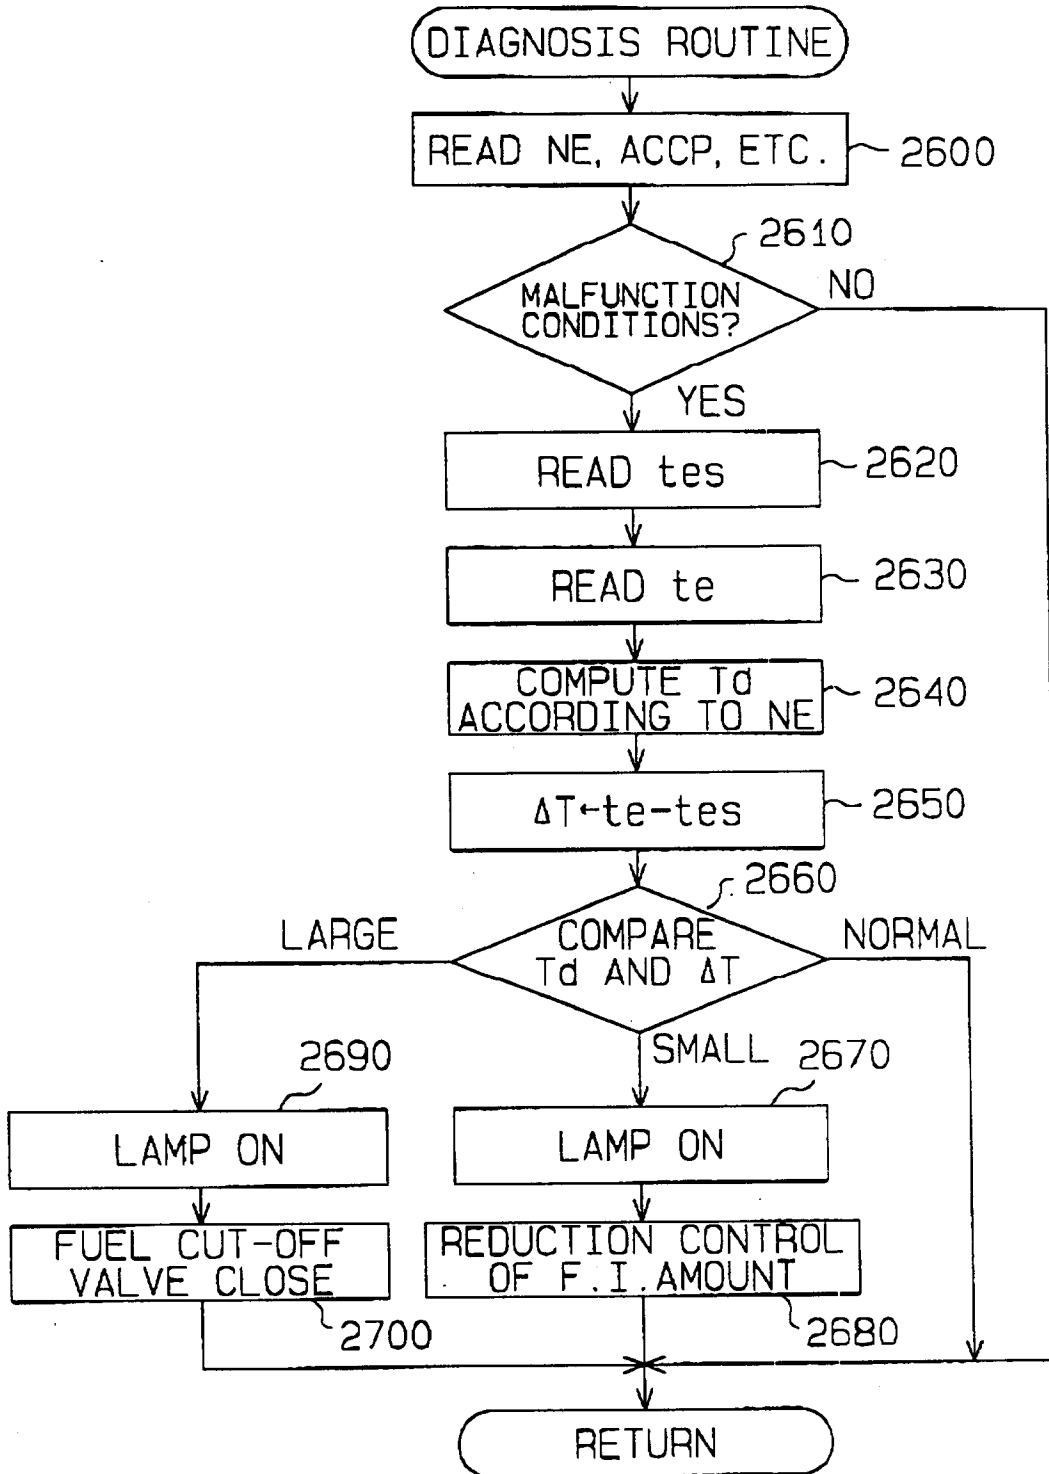 DIAGNOSIS ROUTINE
READ NE, ACCP, ETC.
2600
2610
MALFUNCTION
CONDITIONS?
NO
YES
READ tes
2620
READ te
2630
COMPUTE Td
ACCORDING TO NE
2640
ΔT←te-tes
2650
2660
LARGE
COMPARE
Td AND ΔT
NORMAL
SMALL
2690
2670
LAMP ON
LAMP ON
FUEL CUT-OFF
VALVE CLOSE
REDUCTION CONTROL
OF F.I.AMOUNT
2700
2680
RETURN